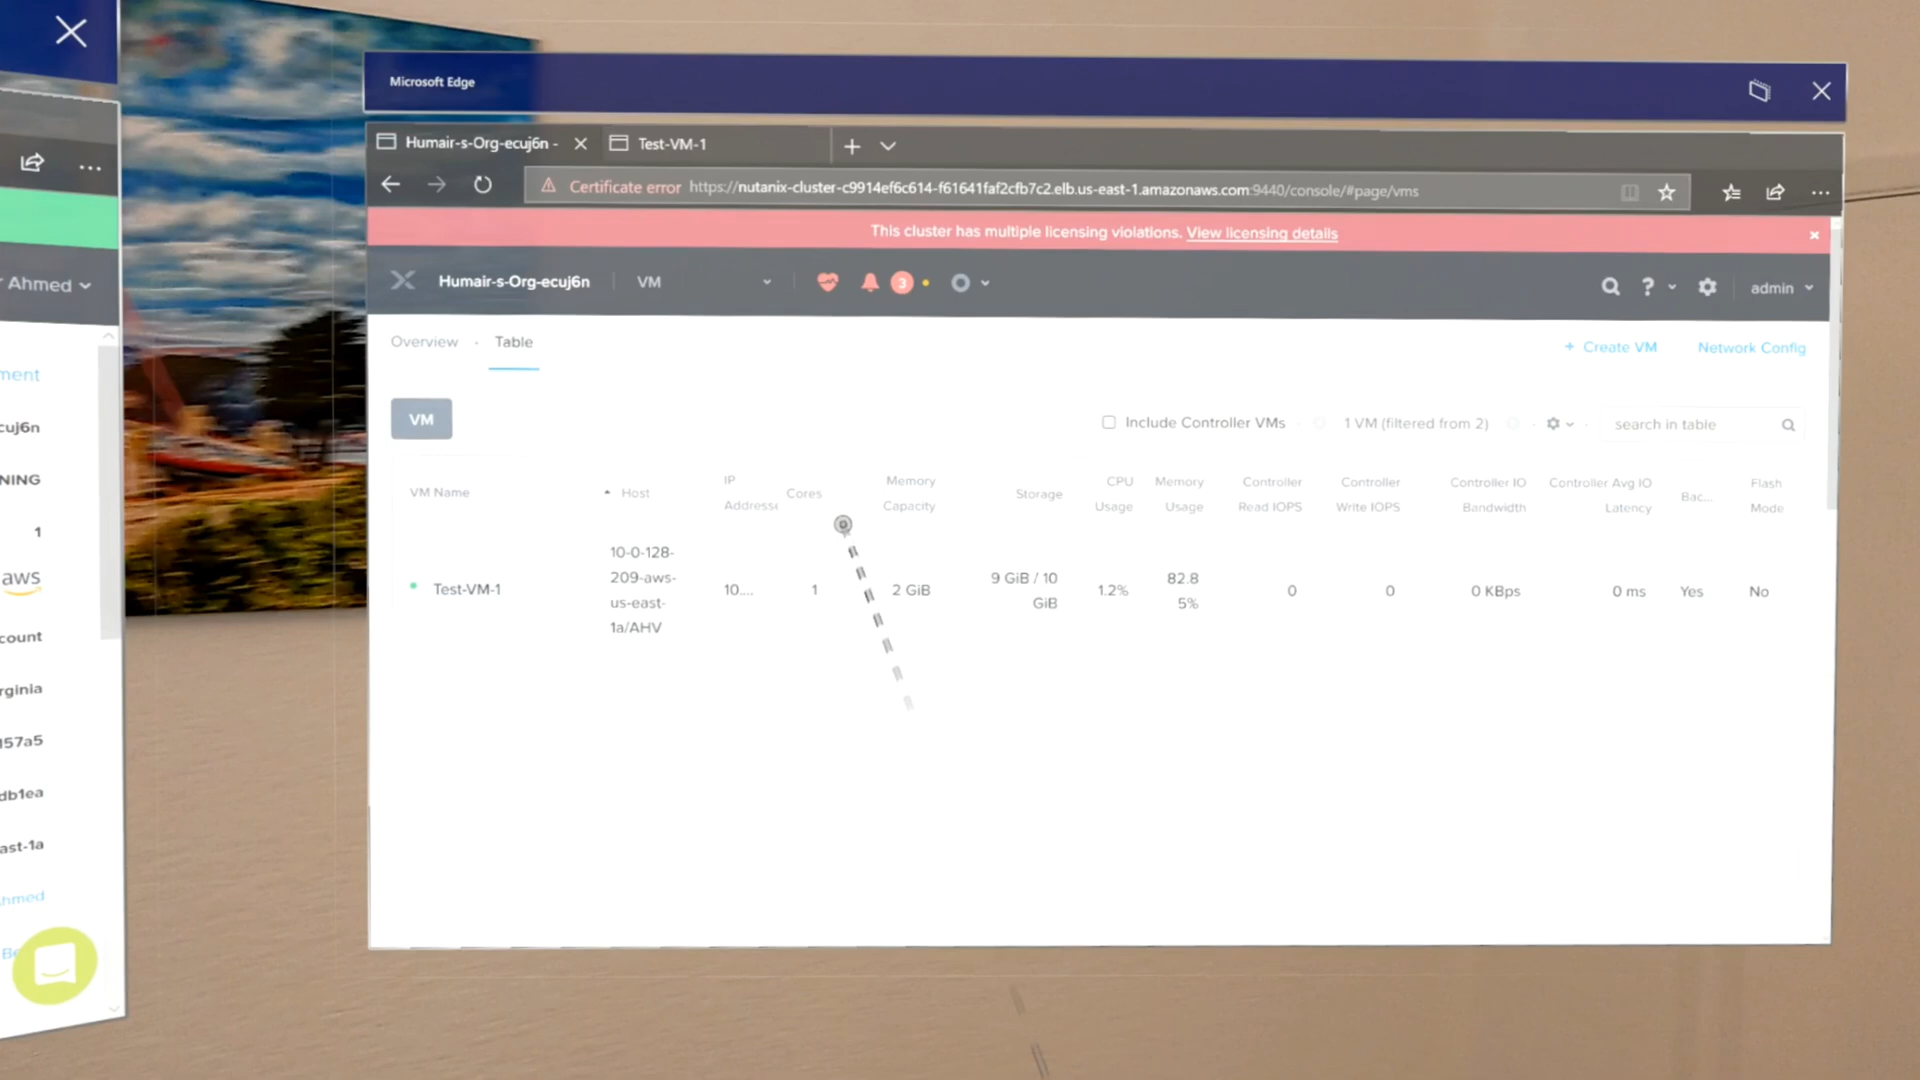 Microsoft Edge
Humair-s-Org-ecuj6n -
Test-VM-1
Certificate error https://nutanix-cluster-c9914ef6c614-f61641faf2cfb7c2.elb.us-east-1.amazonaws.com:9440/console/#page/vms
This cluster has multiple licensing violations. View licensing details
Humair-s-Org-ecuj6n
VM
3
?
admin
Overview
Table
+ Create VM
Network Config
VM
Include Controller VMs
1 VM (filtered from 2)
search in table
VM Name
Host
IP
Addresse
Cores
Memory
Capacity
Storage
CPU
Usage
Memory
Usage
Controller
Read IOPS
Controller
Write IOPS
Controller IO
Bandwidth
Controller Avg IO
Latency
Bac...
Flash
Mode
Test-VM-1
10-0-128-
209-aws-
us-east-
1a/AHV
10....
1
2 GiB
9 GiB / 10
GiB
1.2%
82.8
5%
0
0
0 KBps
0 ms
Yes
No
Ahmed
ment
cuj6n
NING
1
aws
count
rginia
157a5
db1ea
ast-1a
Ahmed